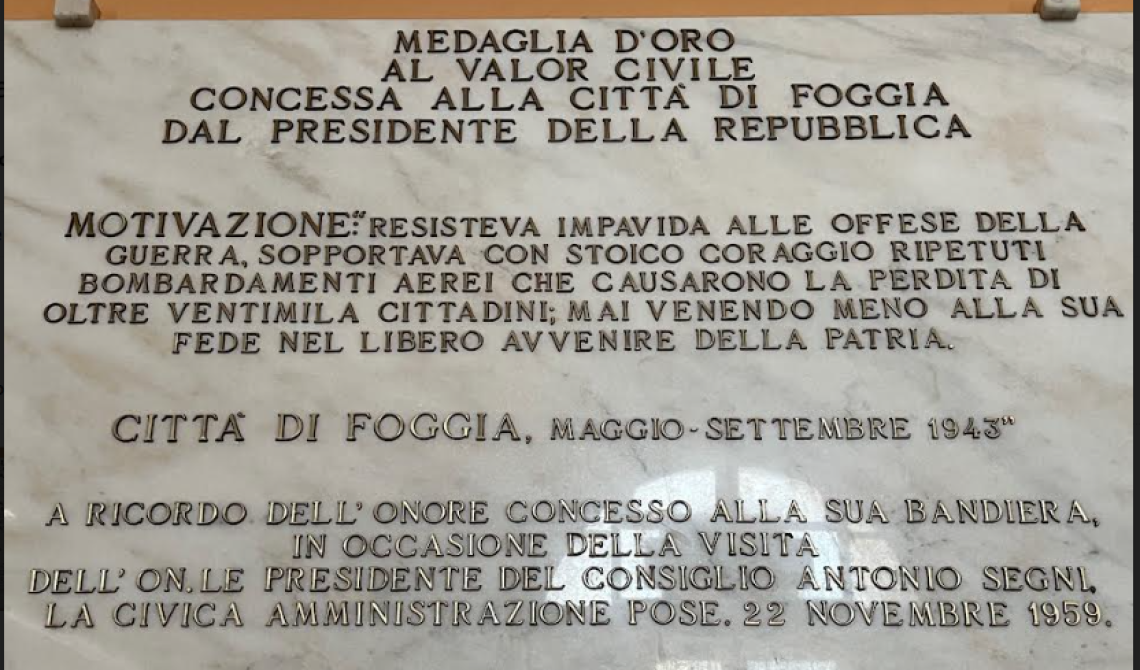 MEDAGLIA D'ORO
AL VALOR CIVILE
CONCESSA ALLA CITTÀ DI FOGGIA
DAL PRESIDENTE DELLA REPUBBLICA
MOTIVAZIONE:“RESISTEVA IMPAVIDA ALLE OFFESE DELLA
GUERRA, SOPPORTAVA CON STOICO CORAGGIO RIPETUTI
BOMBARDAMENTI AEREI CHE CAUSARONO LA PERDITA DI
OLTRE VENTIMILA CITTADINI; MAI VENENDO MENO ALLA SUA
FEDE NEL LIBERO AVVENIRE DELLA PATRIA.
CITTÀ DI FOGGIA, MAGGIO-SETTEMBRE 1943”
A RICORDO DELL'ONORE CONCESSO ALLA SUA BANDIERA,
IN OCCASIONE DELLA VISITA
DELL'ON.LE PRESIDENTE DEL CONSIGLIO ANTONIO SEGNI,
LA CIVICA AMMINISTRAZIONE POSE. 22 NOVEMBRE 1959.